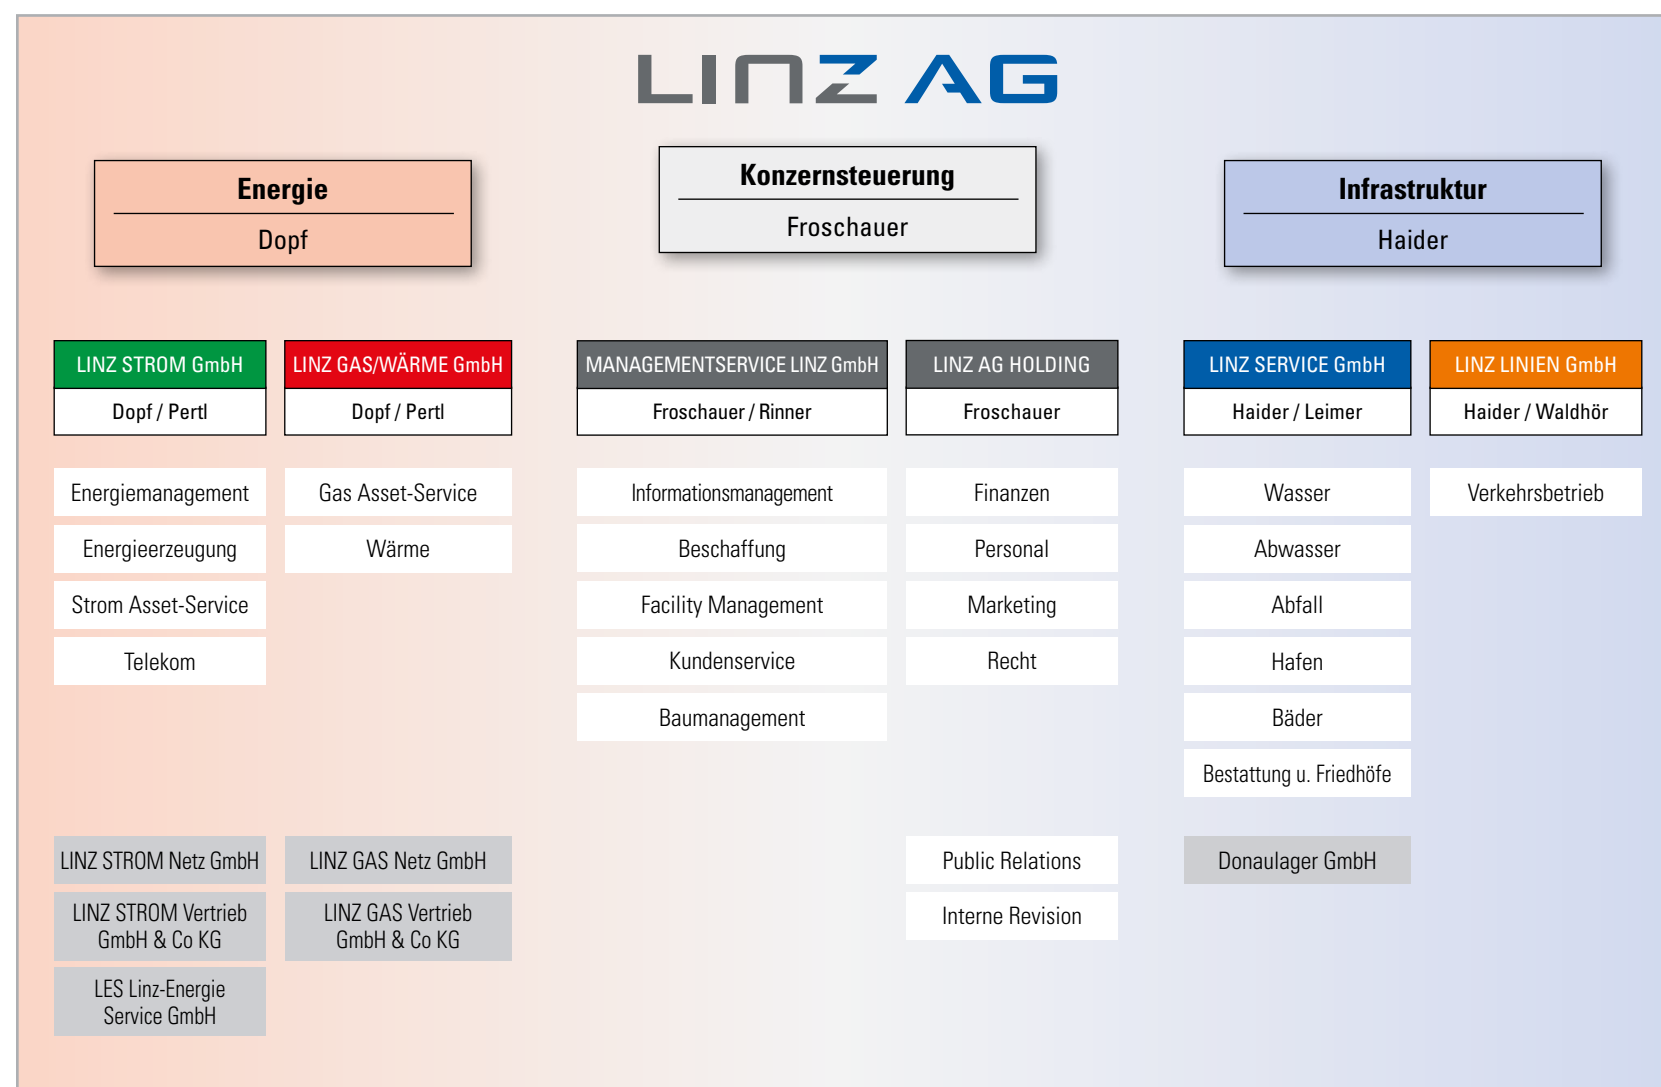 LINZ AG
Energie
Dopf
Konzernsteuerung
Froschauer
Infrastruktur
Haider
LINZ STROM GmbH
Dopf / Pertl
Energiemanagement
Energieerzeugung
Strom Asset-Service
Telekom
LINZ STROM Netz GmbH
LINZ STROM Vertrieb
GmbH & Co KG
LES Linz-Energie
Service GmbH
LINZ GAS/WÄRME GmbH
Dopf / Pertl
Gas Asset-Service
Wärme
LINZ GAS Netz GmbH
LINZ GAS Vertrieb
GmbH & Co KG
MANAGEMENTSERVICE LINZ GmbH
Froschauer / Rinner
Informationsmanagement
Beschaffung
Facility Management
Kundenservice
Baumanagement
LINZ AG HOLDING
Froschauer
Finanzen
Personal
Marketing
Recht
Public Relations
Interne Revision
LINZ SERVICE GmbH
Haider / Leimer
Wasser
Abwasser
Abfall
Hafen
Bäder
Bestattung u. Friedhöfe
Donaulager GmbH
LINZ LINIEN GmbH
Haider / Waldhör
Verkehrsbetrieb